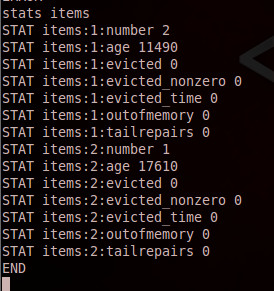 stats items
STAT items:1:number 2
STAT items:1:age 11490
STAT items:1:evicted 0
STAT items:1:evicted_nonzero 0
STAT items:1:evicted_time 0
STAT items:1:outofmemory 0
STAT items:1:tailrepairs 0
STAT items:2:number 1
STAT items:2:age 17610
STAT items:2:evicted 0
STAT items:2:evicted_nonzero 0
STAT items:2:evicted_time 0
STAT items:2:outofmemory 0
STAT items:2:tailrepairs 0
END